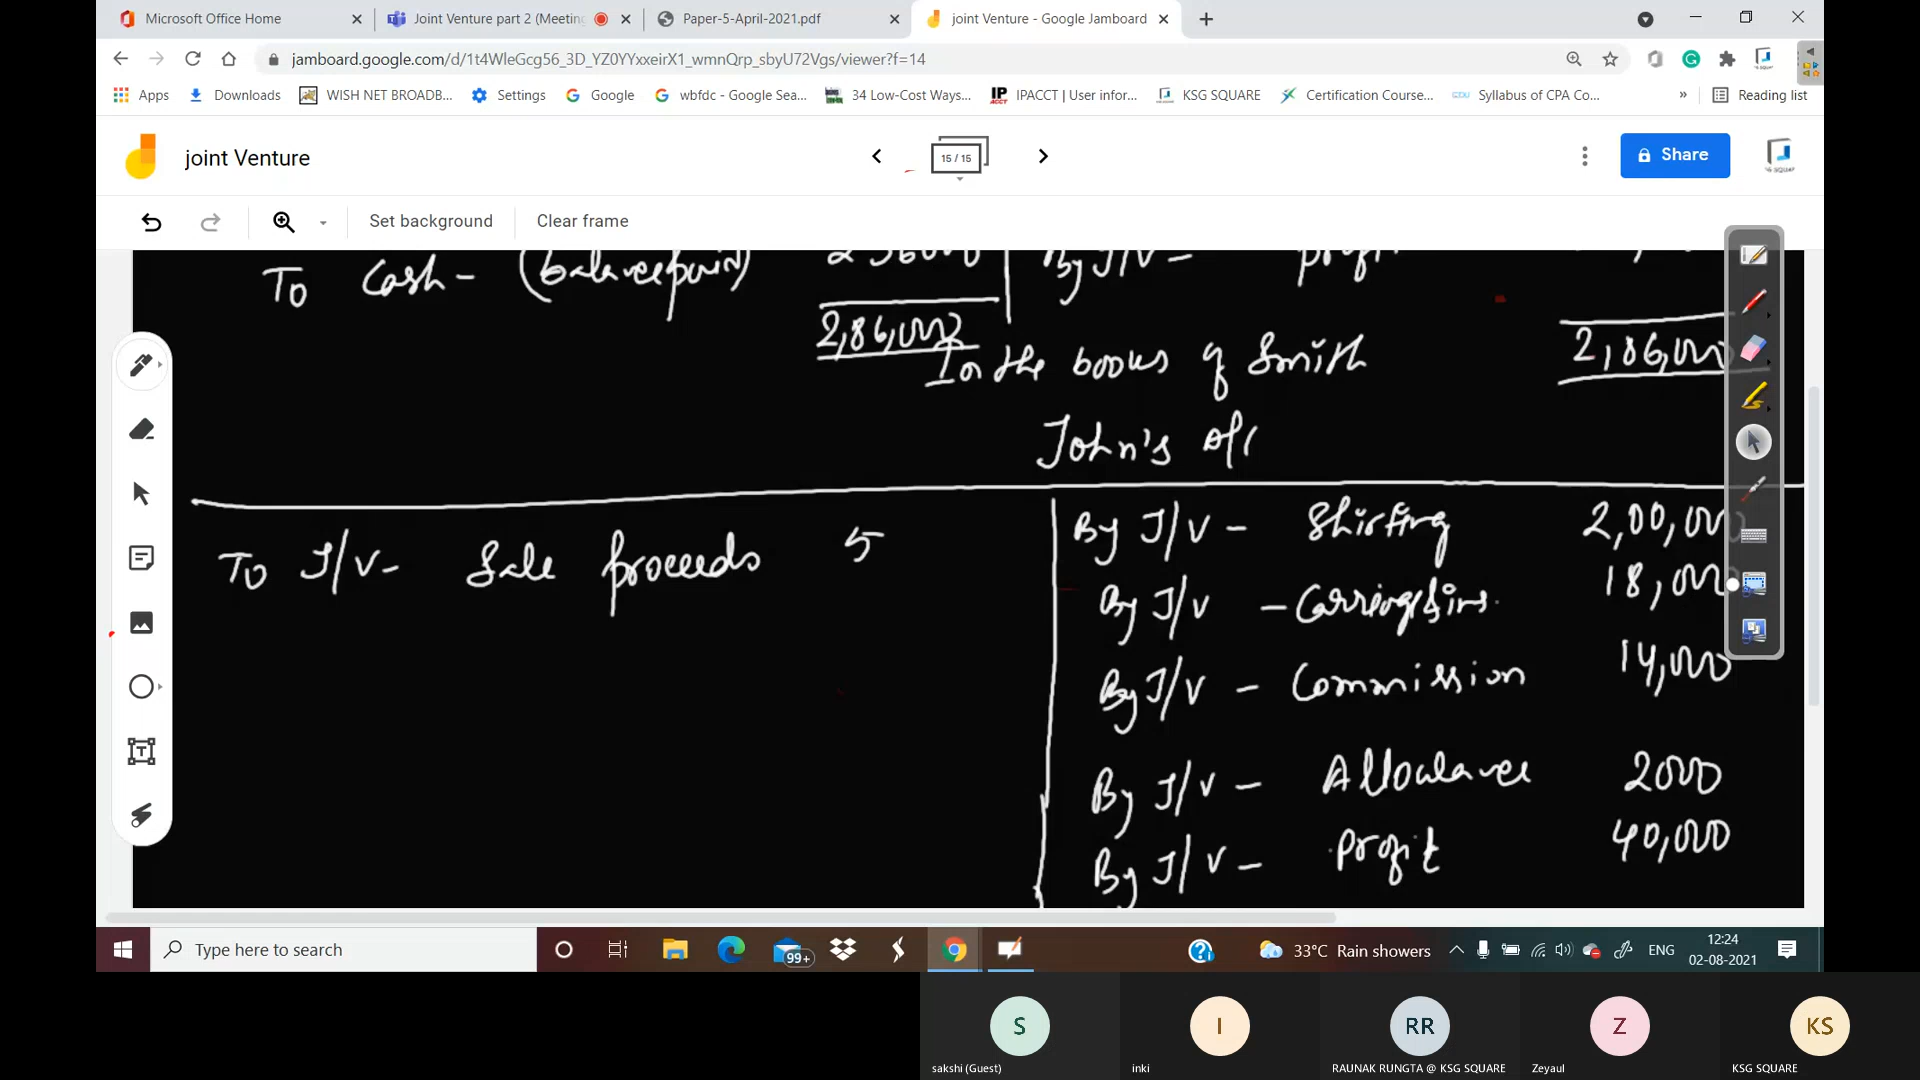 Microsoft Office Home
Joint Venture part 2 (Meetin
Paper-5-April-2021.pdf
joint Venture - Google Jamboard
jamboard.google.com/d/1t4WleGcg56_3D_YZ0YYxxeirX1_wmnQrp_sbyU72Vgs/viewer?f=14
Apps
Downloads
WISH NET BROADB...
Settings
Google
wbfdc - Google Sea...
34 Low-Cost Ways...
IPACCT | User infor...
KSG SQUARE
Certification Course...
Syllabus of CPA Co...
»
Reading list
joint Venture
15 / 15
Share
Set background
Clear frame
To Cash - (balance paid)
By J/V -
2,86,000
2,86,000
In the books of Smith
John's A/c
To J/V - Sale proceeds 5
By J/V - Shirting 2,00,000
By J/V - 18,000
By J/V - Commission 14,000
By J/V - Allowance 2000
By J/V - Profit 40,000
Type here to search
99+
33°C Rain showers
ENG
12:24
02-08-2021
S
I
RR
Z
KS
sakshi (Guest)
inki
RAUNAK RUNGTA @ KSG SQUARE
Zeyaul
KSG SQUARE